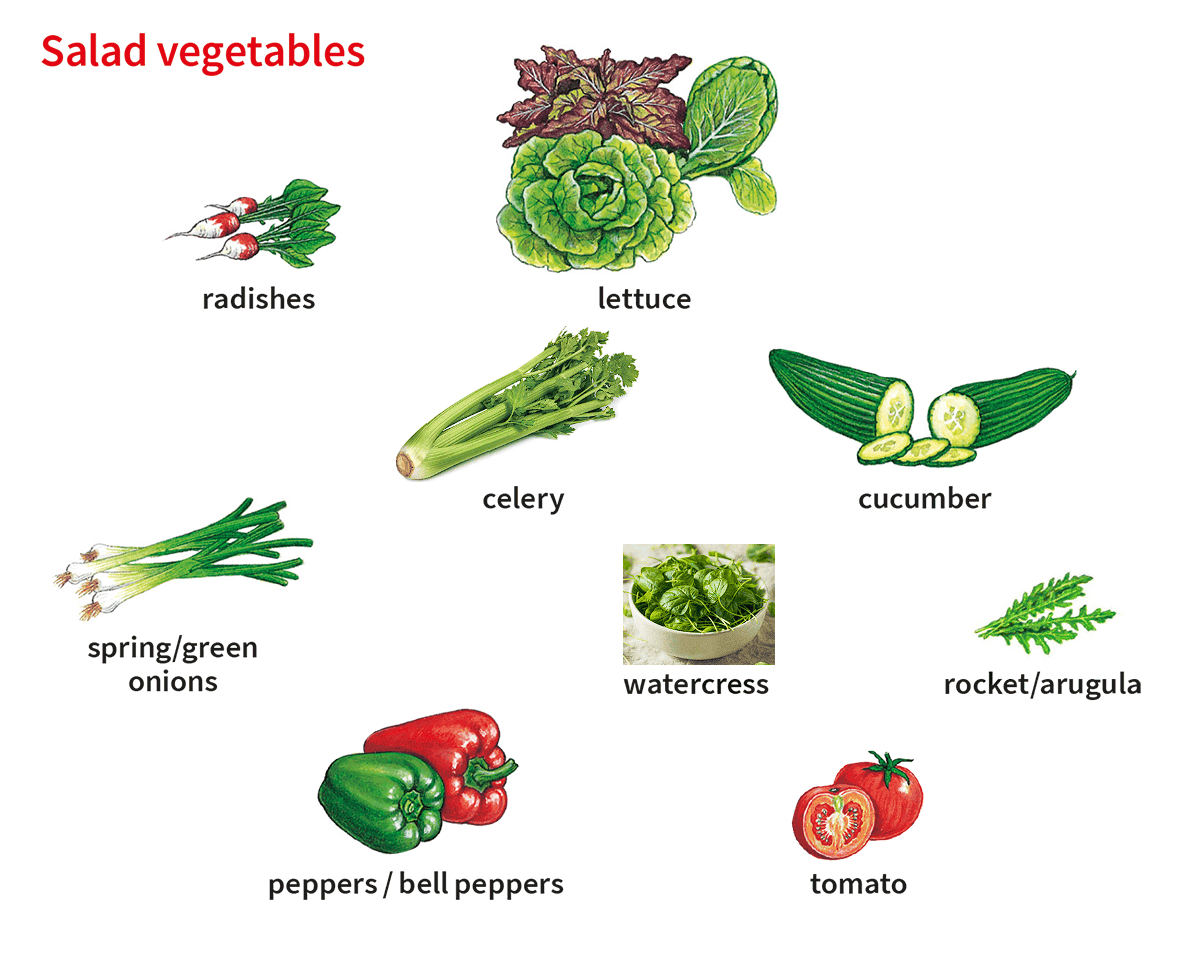 Salad vegetables
radishes
lettuce
celery
cucumber
spring/green
onions
watercress
rocket/arugula
peppers / bell peppers
tomato